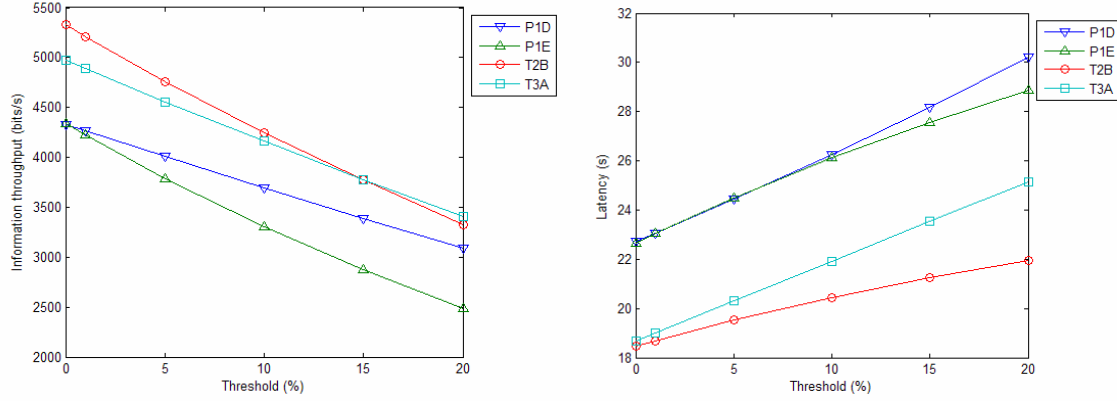 5500
5000
4500
4000
3500
3000
2500
2000
Information throughput (bits/s)
0 5 10 15 20
Threshold (%)
P1D
P1E
T2B
T3A
32
30
28
26
24
22
20
18
Latency (s)
0 5 10 15 20
Threshold (%)
P1D
P1E
T2B
T3A